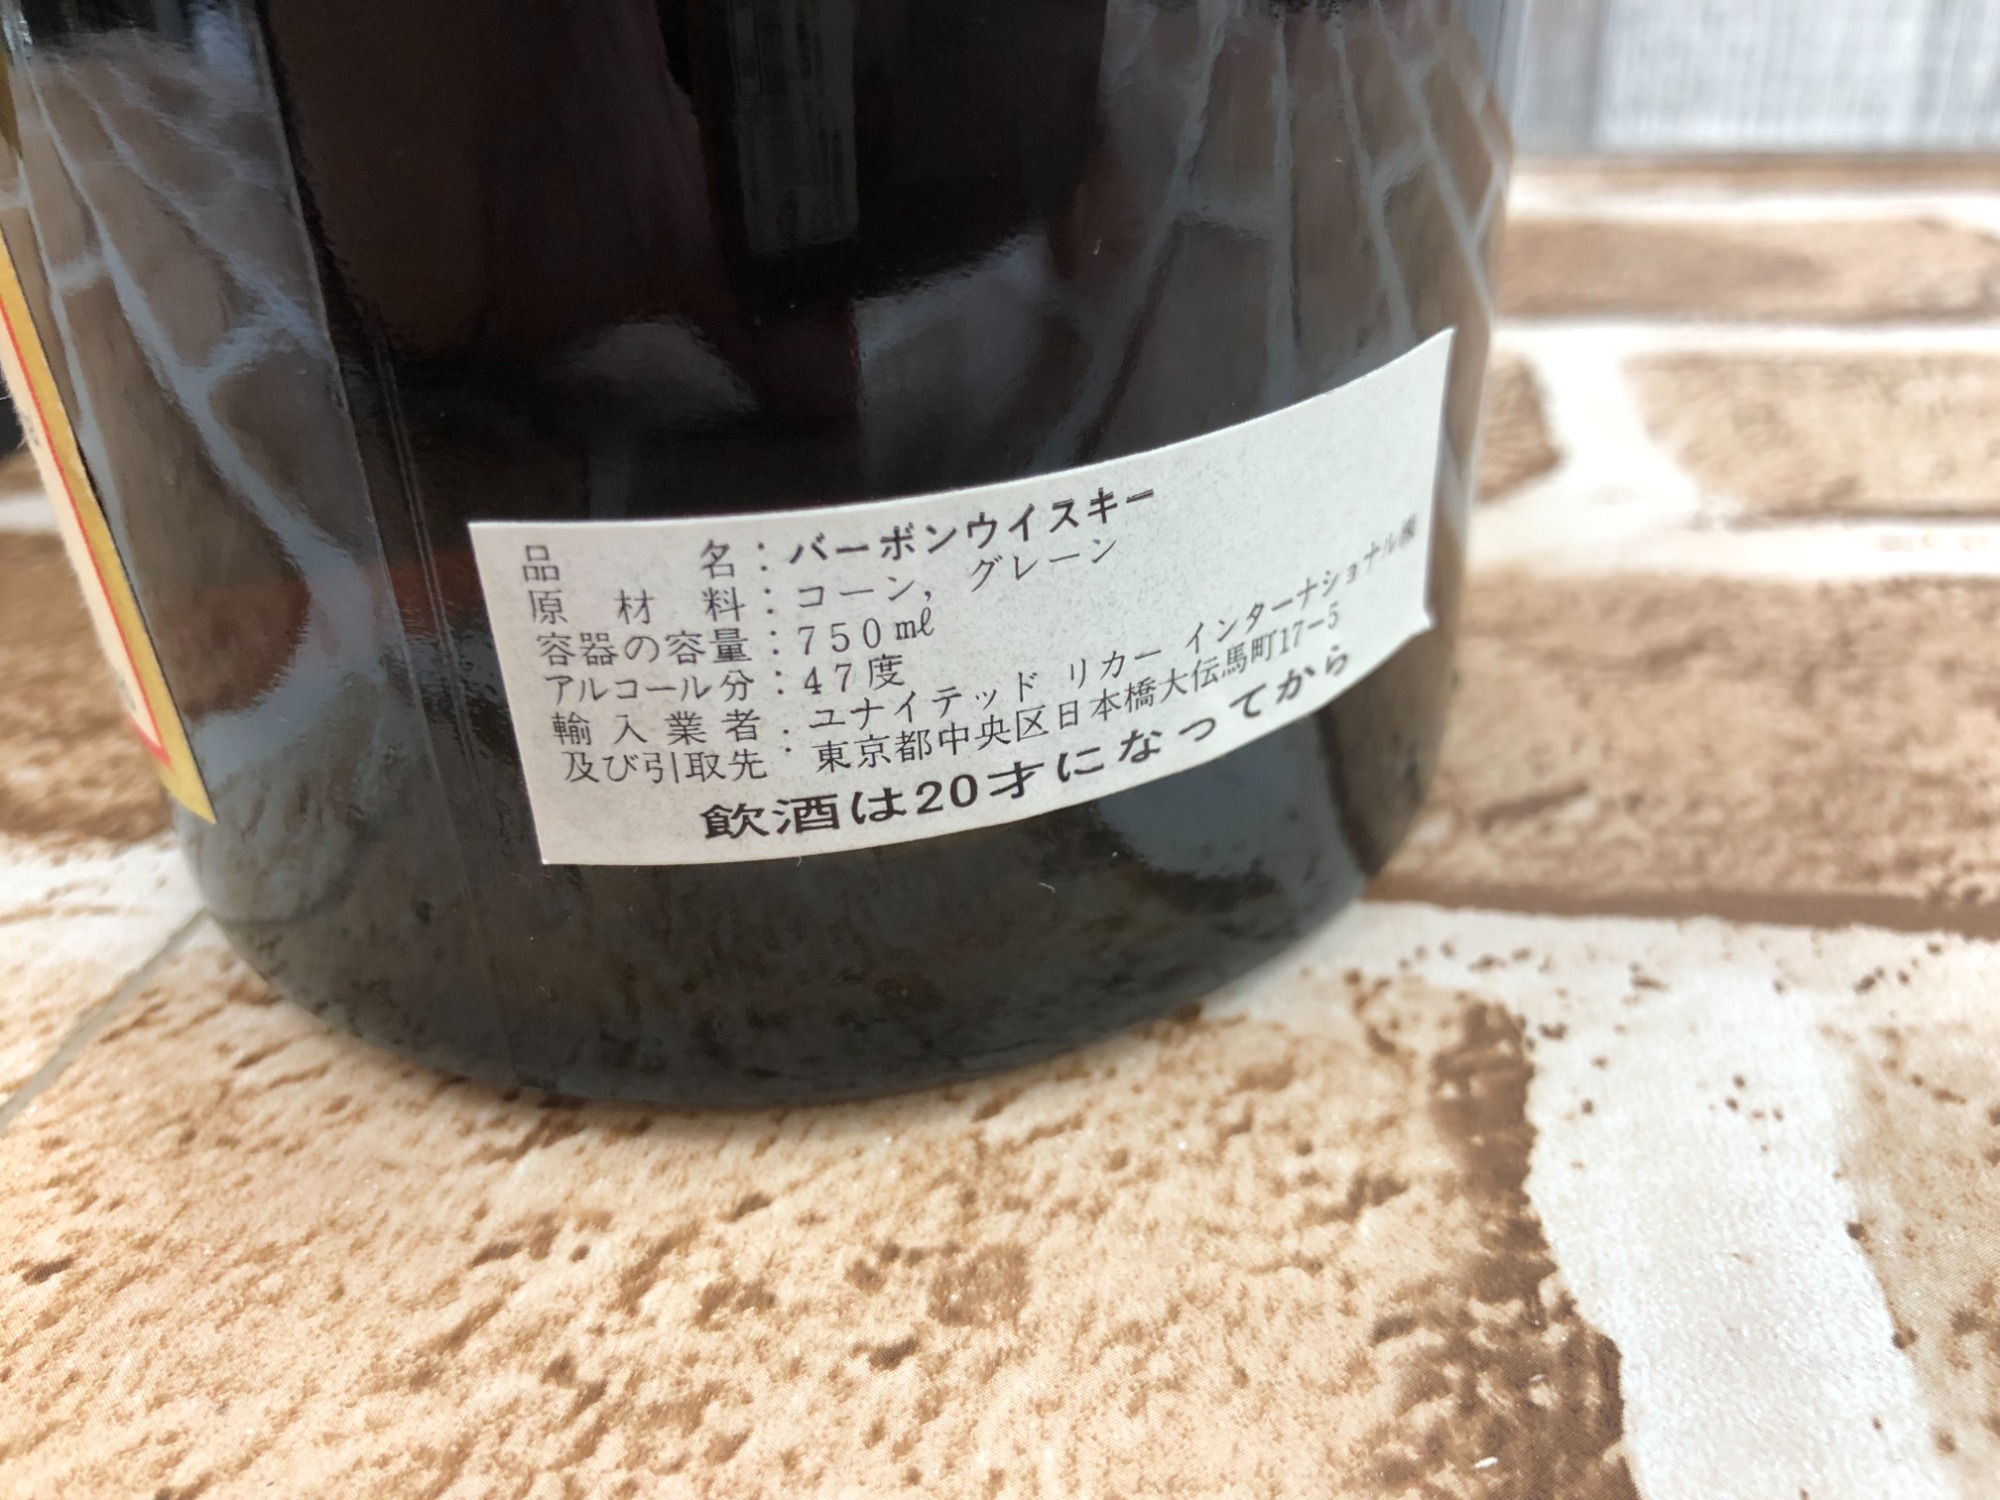 品名：バーボンウイスキー
原材料：コーン，グレーン
容器の容量：750㎖
アルコール分：47度
輸入業者及び引取先：ユナイテッド リカー インターナショナル㈱
東京都中央区日本橋大伝馬町17-5
飲酒は20才になってから